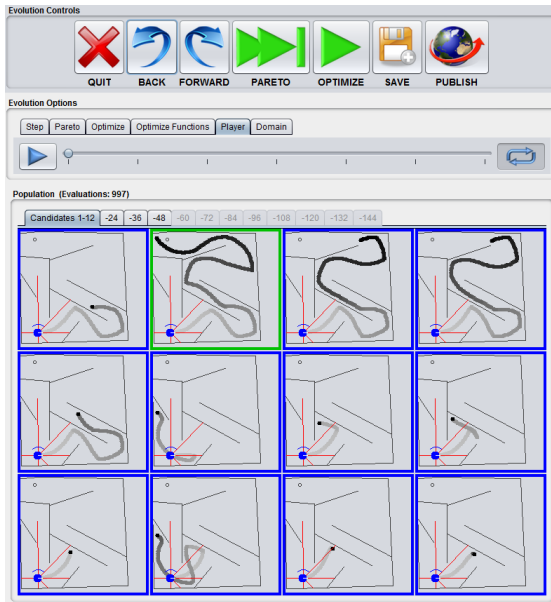 Evolution Controls
QUIT BACK FORWARD PARETO OPTIMIZE SAVE PUBLISH
Evolution Options
Step Pareto Optimize Optimize Functions Player Domain
Population (Evaluations: 997)
Candidates 1-12 -24 -36 -48 -60 -72 -84 -96 -108 -120 -132 -144